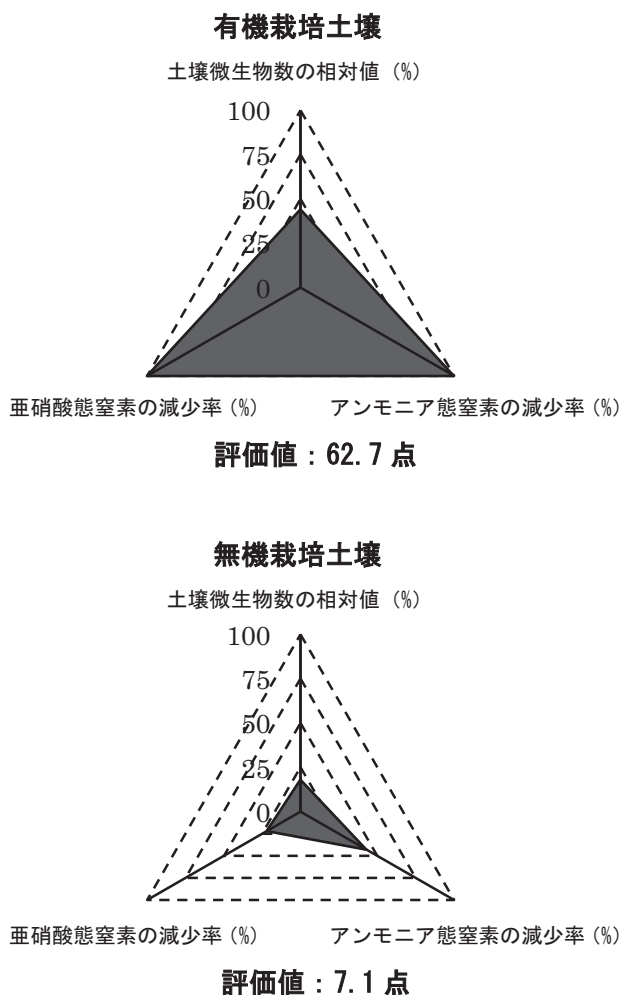 有機栽培土壌
土壌微生物数の相対値 (%)
100
75
50
25
0
亜硝酸態窒素の減少率 (%)
アンモニア態窒素の減少率 (%)
評価値：62.7 点
無機栽培土壌
土壌微生物数の相対値 (%)
100
75
50
25
0
亜硝酸態窒素の減少率 (%)
アンモニア態窒素の減少率 (%)
評価値：7.1 点